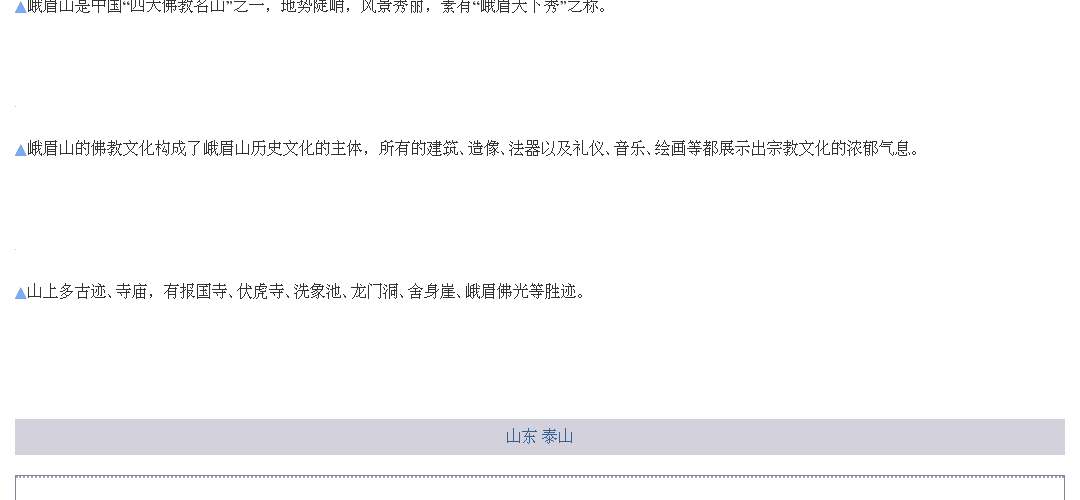 ▲峨眉山是中国“四大佛教名山”之一，地势陡峭，风景秀丽，素有“峨眉天下秀”之称。
▲峨眉山的佛教文化构成了峨眉山历史文化的主体，所有的建筑、造像、法器以及礼仪、音乐、绘画等都展示出宗教文化的浓郁气息。
▲山上多古迹、寺庙，有报国寺、伏虎寺、洗象池、龙门洞、舍身崖、峨眉佛光等胜迹。
山东 泰山